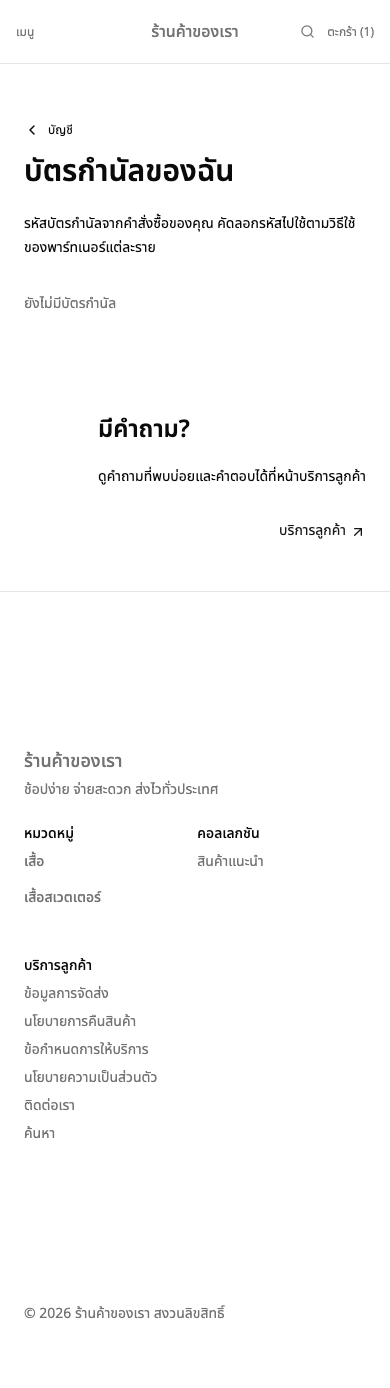 เมนู
ร้านค้าของเรา
ตะกร้า (1)
บัญชี
บัตรกำนัลของฉัน
รหัสบัตรกำนัลจากคำสั่งซื้อของคุณ คัดลอกรหัสไปใช้ตามวิธีใช้
ของพาร์ทเนอร์แต่ละราย
ยังไม่มีบัตรกำนัล
มีคำถาม?
ดูคำถามที่พบบ่อยและคำตอบได้ที่หน้าบริการลูกค้า
บริการลูกค้า
ร้านค้าของเรา
ช้อปง่าย จ่ายสะดวก ส่งไวทั่วประเทศ
หมวดหมู่
คอลเลกชัน
เสื้อ
สินค้าแนะนำ
เสื้อสเวตเตอร์
บริการลูกค้า
ข้อมูลการจัดส่ง
นโยบายการคืนสินค้า
ข้อกำหนดการให้บริการ
นโยบายความเป็นส่วนตัว
ติดต่อเรา
ค้นหา
© 2026 ร้านค้าของเรา สงวนลิขสิทธิ์